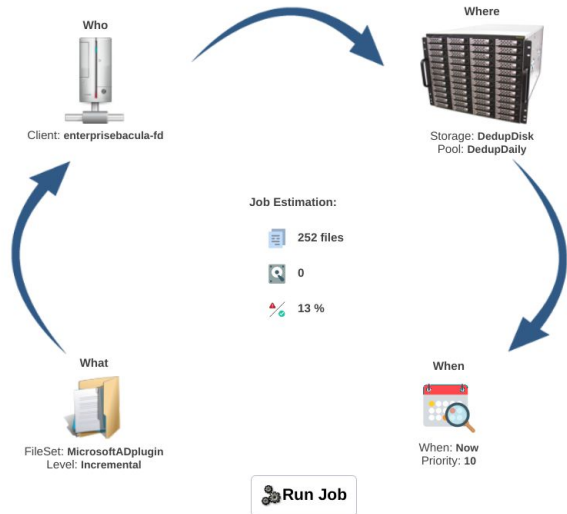 Who
Client: enterprisebacula-fd
Where
Storage: DedupDisk
Pool: DedupDaily
Job Estimation:
252 files
0
13 %
What
FileSet: MicrosoftADplugin
Level: Incremental
When
When: Now
Priority: 10
Run Job